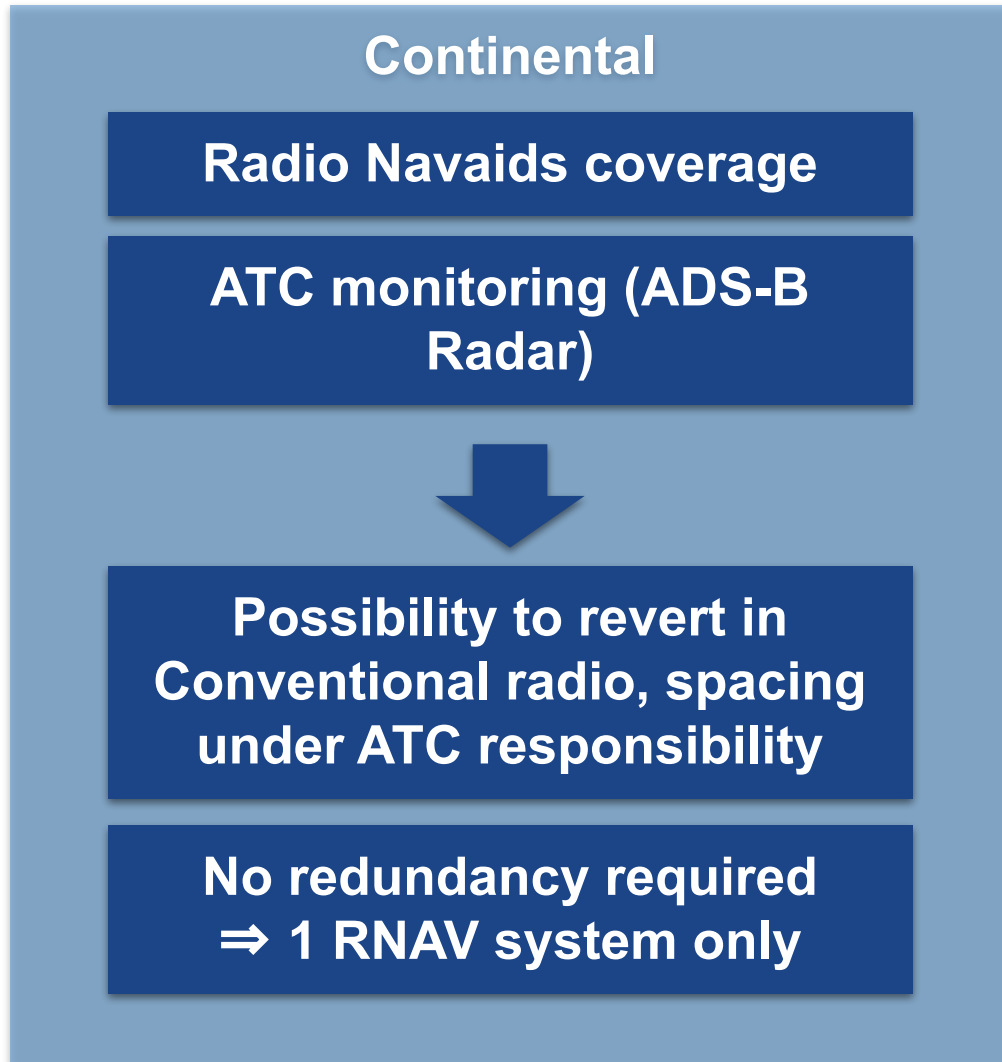 Continental
Radio Navaids coverage
ATC monitoring (ADS-B
Radar)
Possibility to revert in
Conventional radio, spacing
under ATC responsibility
No redundancy required
⇒ 1 RNAV system only